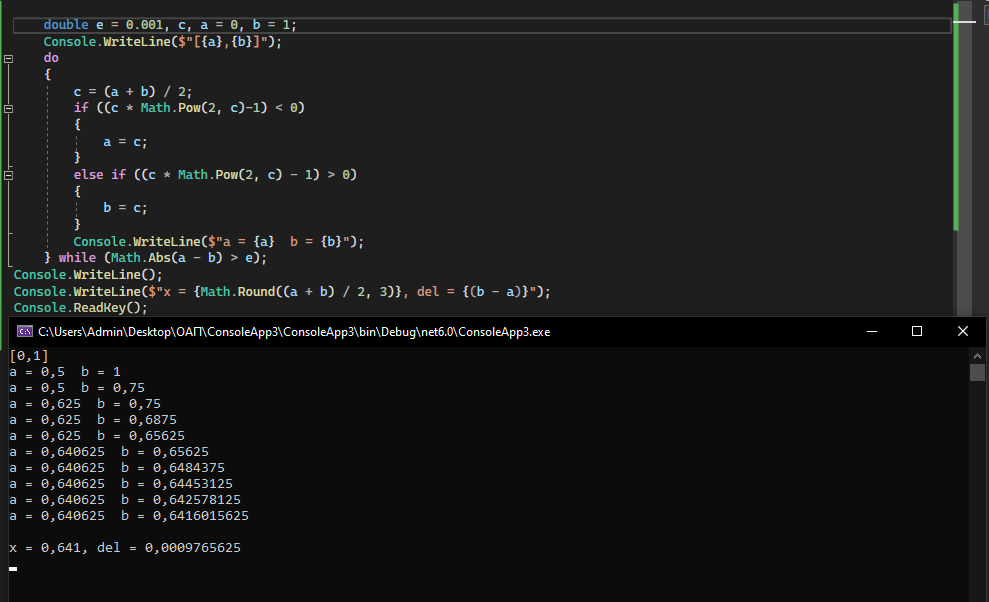 double e = 0.001, c, a = 0, b = 1;
Console.WriteLine($"[{a},{b}]");
do
{
c = (a + b) / 2;
if ((c * Math.Pow(2, c)-1) < 0)
{
a = c;
}
else if ((c * Math.Pow(2, c) - 1) > 0)
{
b = c;
}
Console.WriteLine($"a = {a}  b = {b}");
} while (Math.Abs(a - b) > e);
Console.WriteLine();
Console.WriteLine($"x = {Math.Round((a + b) / 2, 3)}, del = {(b - a)}");
Console.ReadKey();
C:\Users\Admin\Desktop\ОАП\ConsoleApp3\ConsoleApp3\bin\Debug\net6.0\ConsoleApp3.exe
[0,1]
a = 0,5  b = 1
a = 0,5  b = 0,75
a = 0,625  b = 0,75
a = 0,625  b = 0,6875
a = 0,625  b = 0,65625
a = 0,640625  b = 0,65625
a = 0,640625  b = 0,6484375
a = 0,640625  b = 0,64453125
a = 0,640625  b = 0,642578125
a = 0,640625  b = 0,6416015625
x = 0,641, del = 0,0009765625